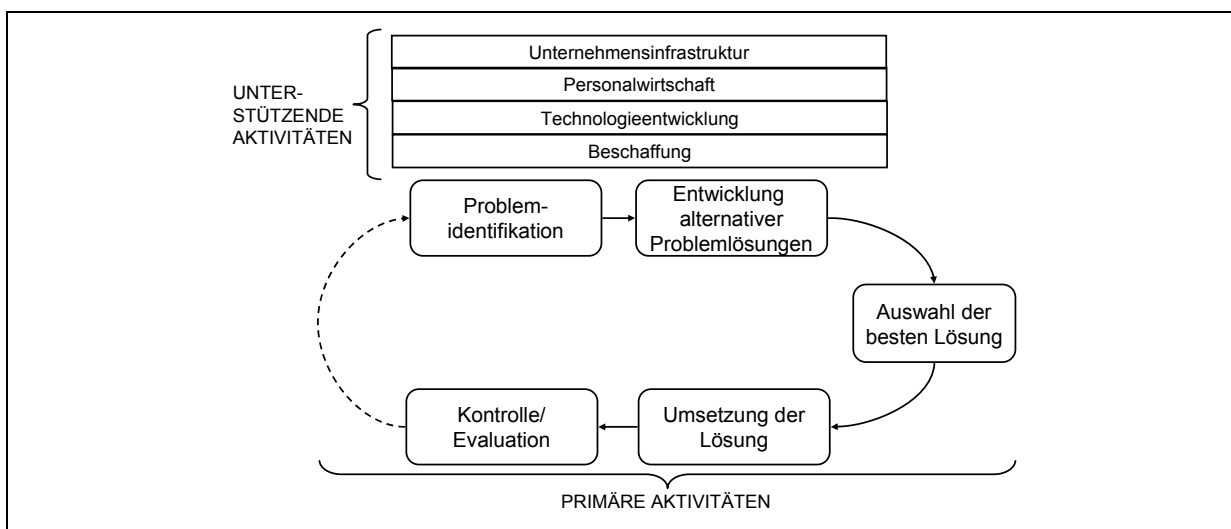 Unternehmensinfrastruktur
Personalwirtschaft
Technologieentwicklung
Beschaffung
UNTER-
STÜTZENDE
AKTIVITÄTEN
Problem-
identifikation
Entwicklung
alternativer
Problemlösungen
Auswahl der
besten Lösung
Umsetzung der
Lösung
Kontrolle/
Evaluation
PRIMÄRE AKTIVITÄTEN